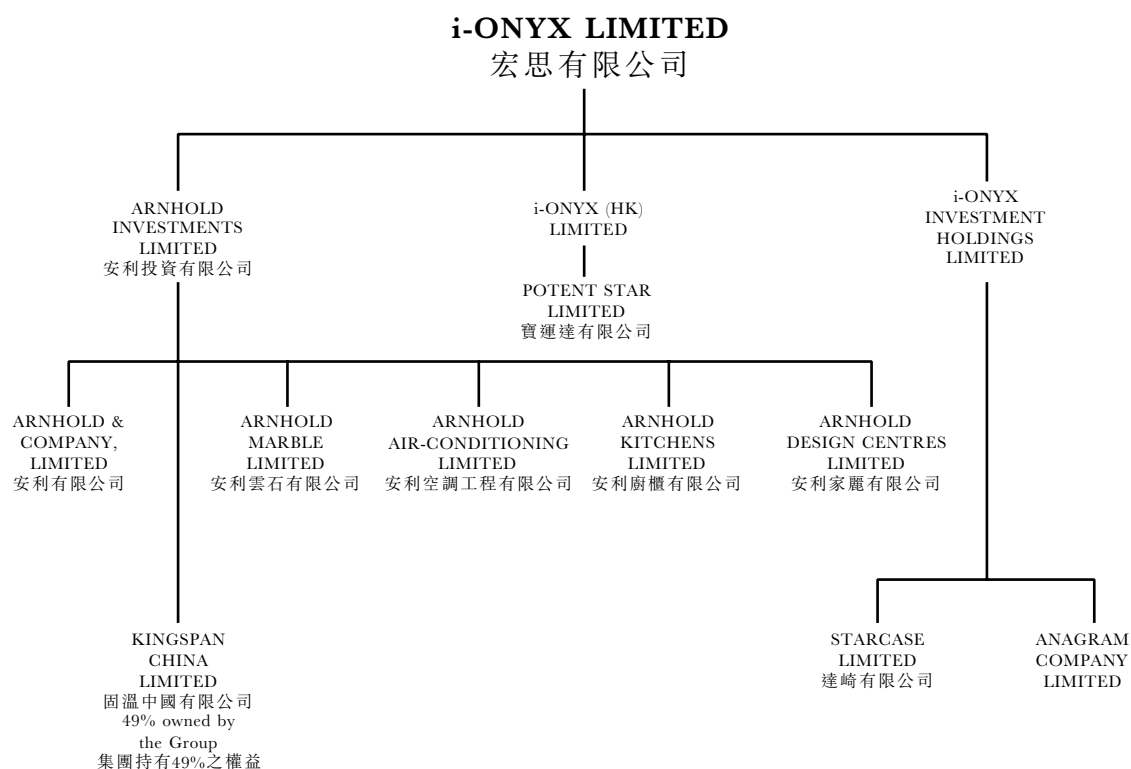 i-ONYX LIMITED
宏思有限公司
ARNHOLD
INVESTMENTS
LIMITED
安利投資有限公司
i-ONYX (HK)
LIMITED
i-ONYX
INVESTMENT
HOLDINGS
LIMITED
POTENT STAR
LIMITED
寶運達有限公司
ARNHOLD &
COMPANY,
LIMITED
安利有限公司
ARNHOLD
MARBLE
LIMITED
安利雲石有限公司
ARNHOLD
AIR-CONDITIONING
LIMITED
安利空調工程有限公司
ARNHOLD
KITCHENS
LIMITED
安利廚櫃有限公司
ARNHOLD
DESIGN CENTRES
LIMITED
安利家麗有限公司
KINGSPAN
CHINA
LIMITED
固溫中國有限公司
49% owned by
the Group
集團持有49%之權益
STARCASE
LIMITED
達崎有限公司
ANAGRAM
COMPANY
LIMITED